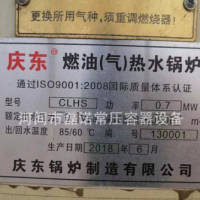 更换所用气种,须重调燃烧器!
庆东® 燃油(气)热水锅炉
通过ISO9001:2008国际质量体系认证
型号 CLHS 功率 0.7 MW
额定
出/回水温度 85/60 ℃ 编号 130001
生产日期 2018 年 6 月
庆东锅炉制造有限公司
河间市磊诺常压容器设备